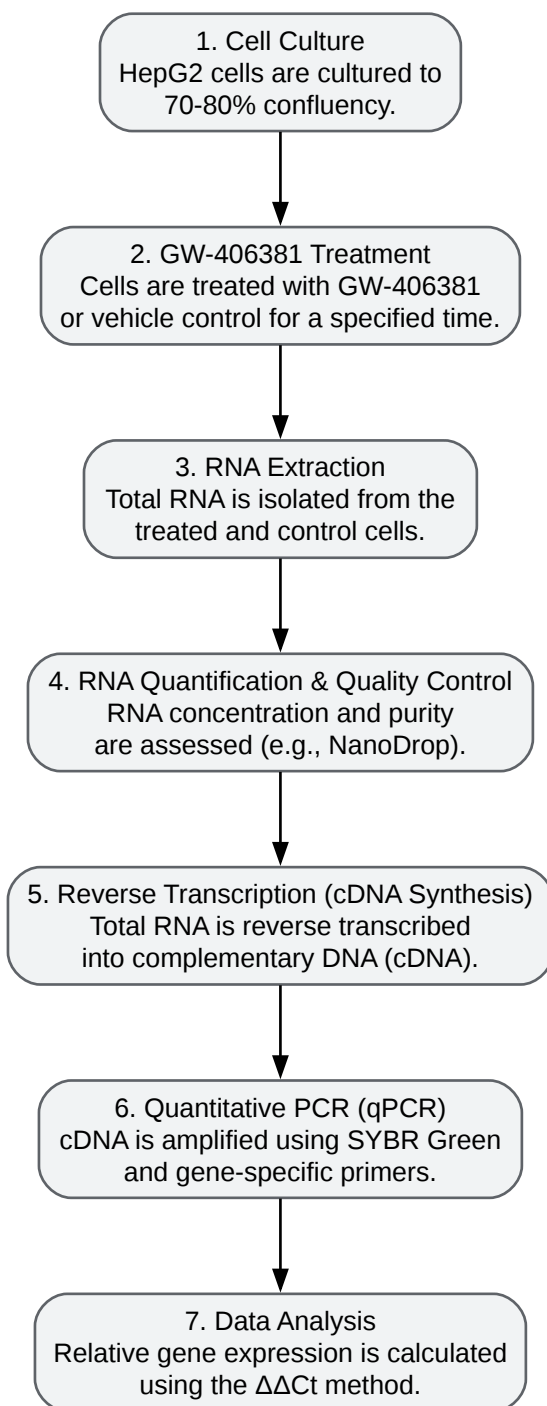 1. Cell Culture
HepG2 cells are cultured to
70-80% confluency.
2. GW-406381 Treatment
Cells are treated with GW-406381
or vehicle control for a specified time.
3. RNA Extraction
Total RNA is isolated from the
treated and control cells.
4. RNA Quantification & Quality Control
RNA concentration and purity
are assessed (e.g., NanoDrop).
5. Reverse Transcription (cDNA Synthesis)
Total RNA is reverse transcribed
into complementary DNA (cDNA).
6. Quantitative PCR (qPCR)
cDNA is amplified using SYBR Green
and gene-specific primers.
7. Data Analysis
Relative gene expression is calculated
using the ΔΔCt method.